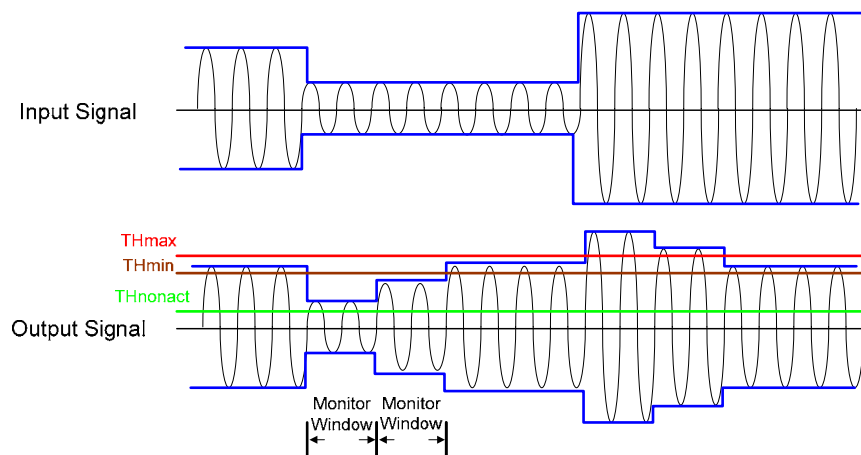 Input Signal
THmax
THmin
THnonact
Output Signal
Monitor Monitor
Window Window